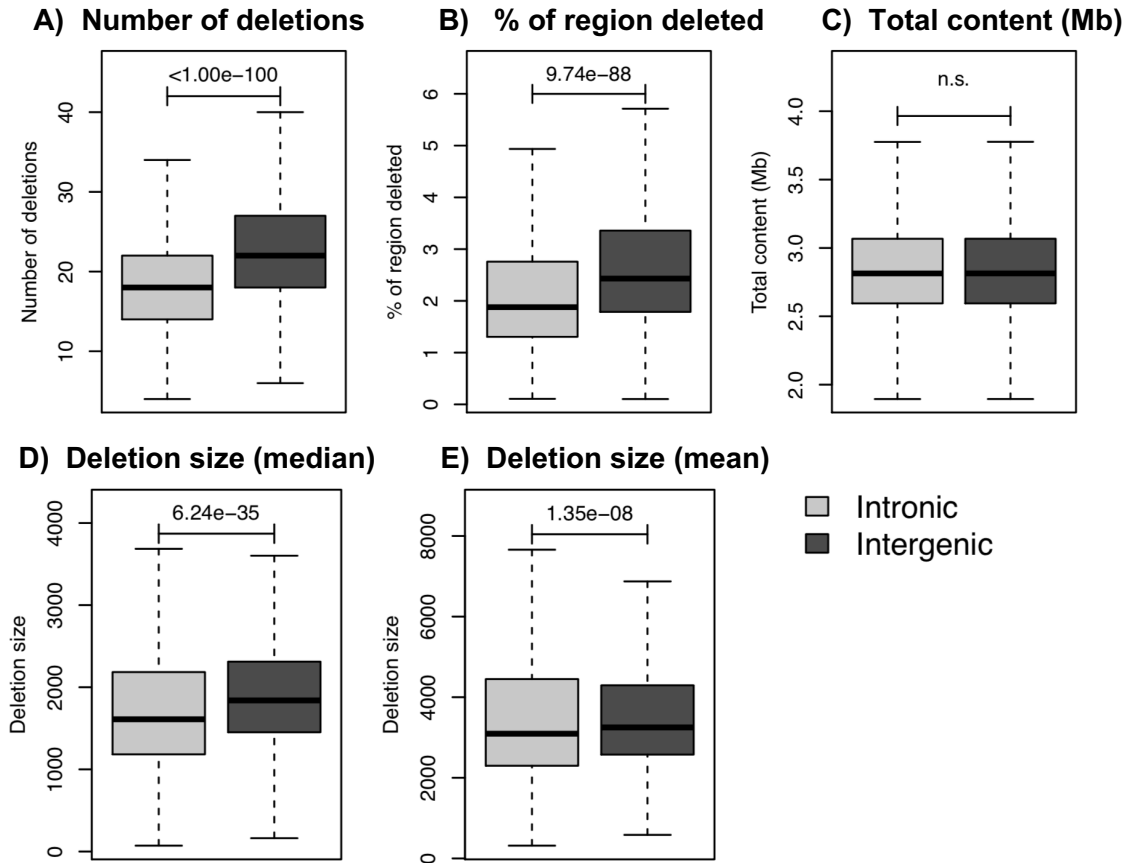 A) Number of deletions
B) % of region deleted
C) Total content (Mb)
<1.00e−100
Number of deletions
40
30
20
10
9.74e−88
% of region deleted
6
5
4
3
2
1
0
n.s.
Total content (Mb)
4.0
3.5
3.0
2.5
2.0
D) Deletion size (median)
E) Deletion size (mean)
6.24e−35
Deletion size
4000
3000
2000
1000
0
1.35e−08
Deletion size
8000
6000
4000
2000
0
Intronic
Intergenic